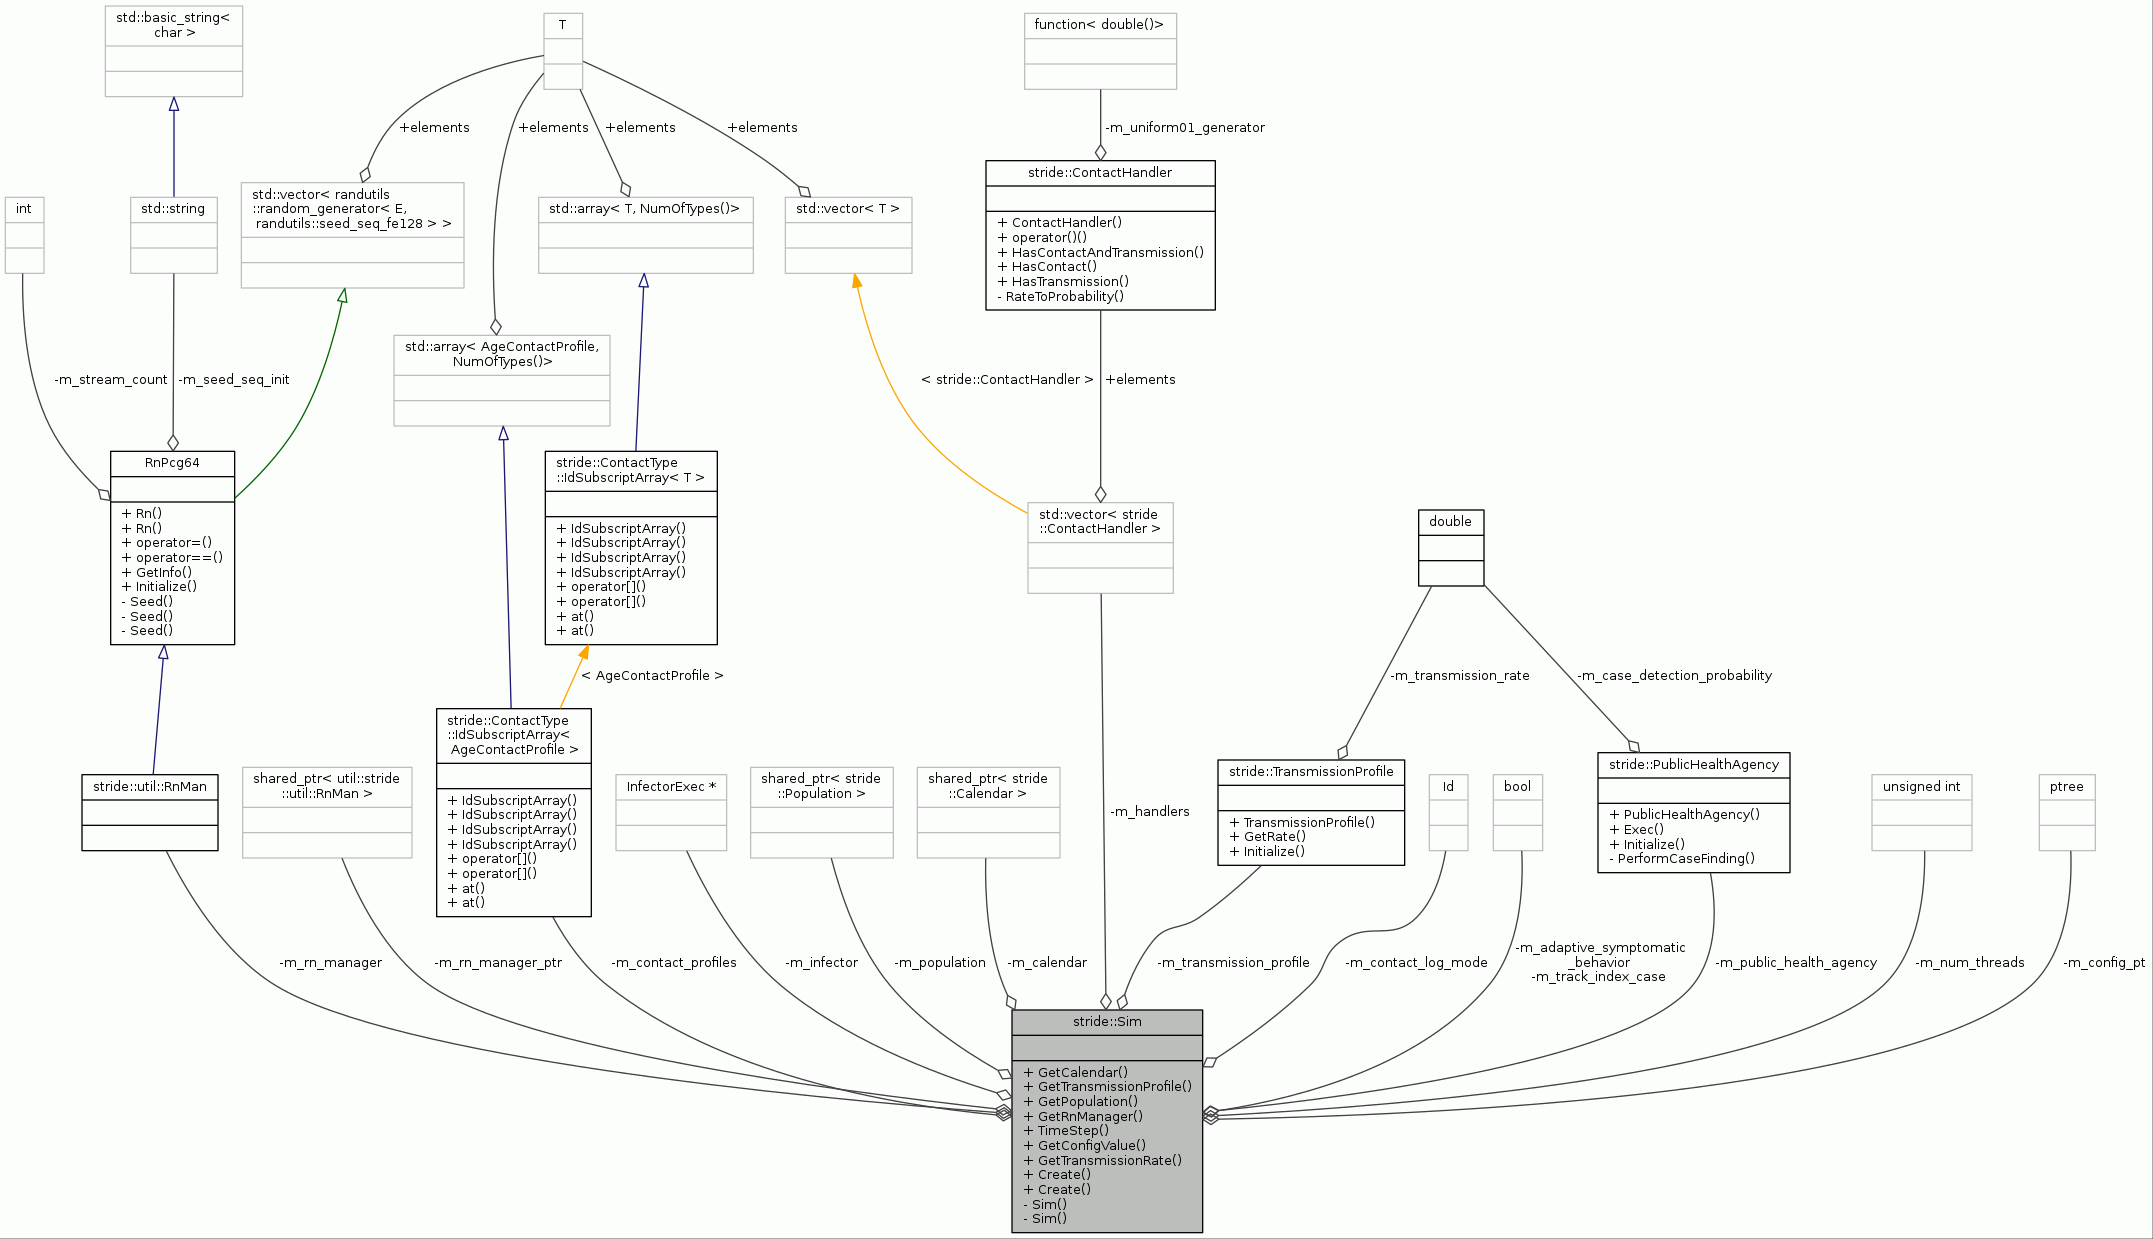 std::basic_string<
char >
T
function< double()>
+elements
+elements
+elements
+elements
-m_uniform01_generator
int
std::string
std::vector< randutils
::random_generator< E,
randutils::seed_seq_fe128 > >
std::array< T, NumOfTypes()>
std::vector< T >
stride::ContactHandler
+ ContactHandler()
+ operator()()
+ HasContactAndTransmission()
+ HasContact()
+ HasTransmission()
- RateToProbability()
std::array< AgeContactProfile,
NumOfTypes()>
-m_stream_count
-m_seed_seq_init
< stride::ContactHandler >
+elements
RnPcg64
+ Rn()
+ Rn()
+ operator=()
+ operator==()
+ GetInfo()
+ Initialize()
- Seed()
- Seed()
- Seed()
stride::ContactType
::IdSubscriptArray< T >
+ IdSubscriptArray()
+ IdSubscriptArray()
+ IdSubscriptArray()
+ IdSubscriptArray()
+ operator[]()
+ operator[]()
+ at()
+ at()
std::vector< stride
::ContactHandler >
double
< AgeContactProfile >
-m_transmission_rate
-m_case_detection_probability
stride::util::RnMan
shared_ptr< util::stride
::util::RnMan >
stride::ContactType
::IdSubscriptArray<
AgeContactProfile >
+ IdSubscriptArray()
+ IdSubscriptArray()
+ IdSubscriptArray()
+ IdSubscriptArray()
+ operator[]()
+ operator[]()
+ at()
+ at()
InfectorExec *
shared_ptr< stride
::Population >
shared_ptr< stride
::Calendar >
-m_handlers
stride::TransmissionProfile
+ TransmissionProfile()
+ GetRate()
+ Initialize()
Id
bool
stride::PublicHealthAgency
+ PublicHealthAgency()
+ Exec()
+ Initialize()
- PerformCaseFinding()
unsigned int
ptree
-m_rn_manager
-m_rn_manager_ptr
-m_contact_profiles
-m_infector
-m_population
-m_calendar
-m_transmission_profile
-m_contact_log_mode
-m_adaptive_symptomatic
_behavior
-m_track_index_case
-m_public_health_agency
-m_num_threads
-m_config_pt
stride::Sim
+ GetCalendar()
+ GetTransmissionProfile()
+ GetPopulation()
+ GetRnManager()
+ TimeStep()
+ GetConfigValue()
+ GetTransmissionRate()
+ Create()
+ Create()
- Sim()
- Sim()